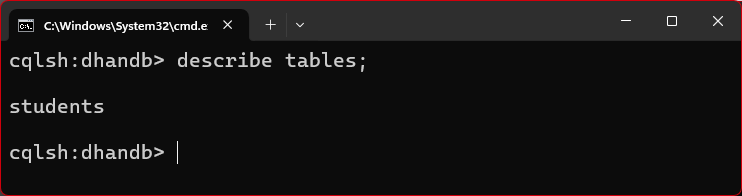 C:\Windows\System32\cmd.e
cqlsh:dhandb> describe tables;
students
cqlsh:dhandb>